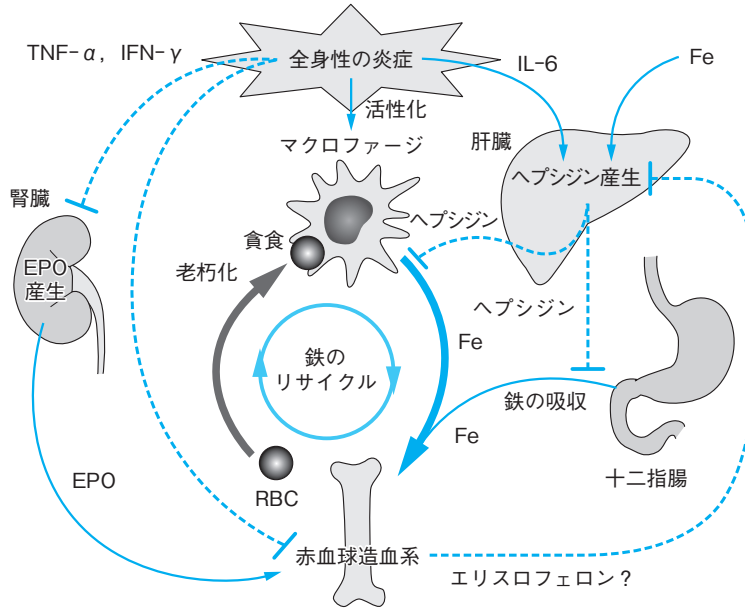 TNF-α, IFN-γ
全身性の炎症
IL-6
Fe
活性化
マクロファージ
肝臓
ヘプシジン産生
腎臓
ヘプシジン
貪食
EPO
産生
老朽化
ヘプシジン
鉄の
リサイクル
Fe
鉄の吸収
Fe
十二指腸
EPO
RBC
赤血球造血系
エリスロフェロン？